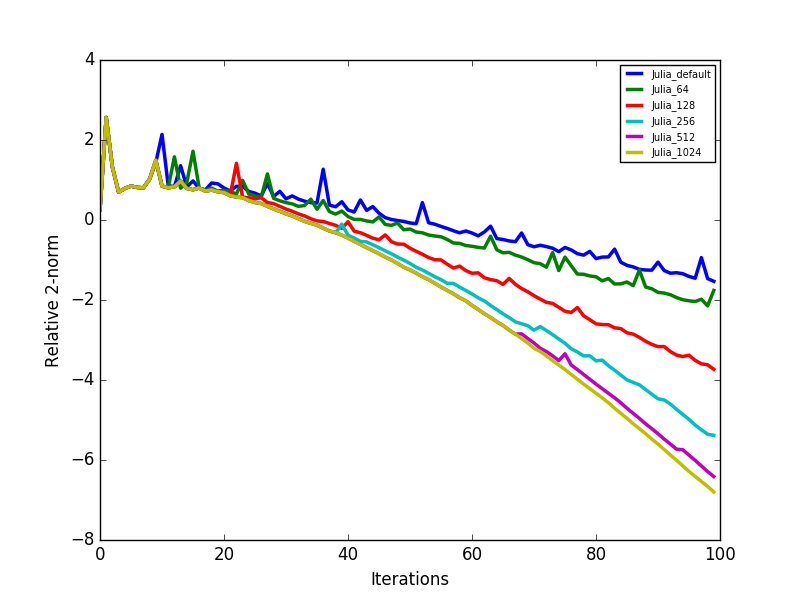 4
2
0
−2
−4
−6
−8
0 20 40 60 80 100
Relative 2-norm
Iterations
Julia_default
Julia_64
Julia_128
Julia_256
Julia_512
Julia_1024